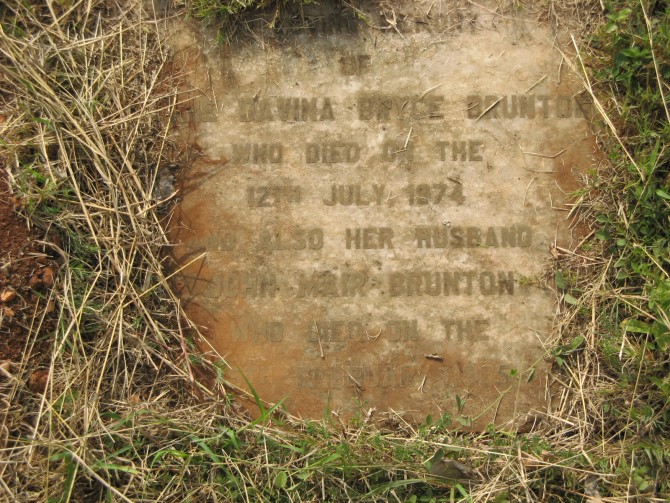 OF
DAVINA BRYCE BRUNTON
WHO DIED ON THE
12TH JULY 1974
AND ALSO HER HUSBAND
JOHN MUIR BRUNTON
WHO DIED ON THE